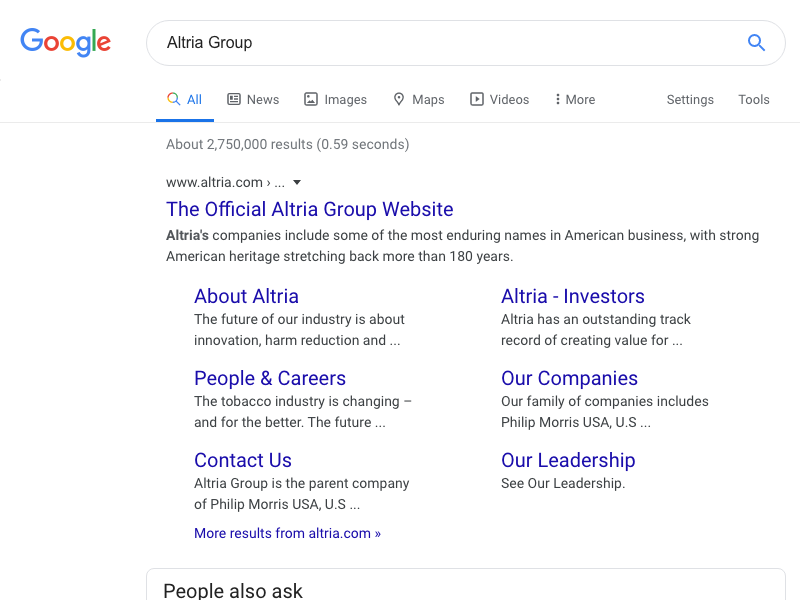 Google
Altria Group
All News Images Maps Videos More Settings Tools
About 2,750,000 results (0.59 seconds)
www.altria.com › ...
The Official Altria Group Website
Altria's companies include some of the most enduring names in American business, with strong
American heritage stretching back more than 180 years.
About Altria
The future of our industry is about
innovation, harm reduction and ...
Altria - Investors
Altria has an outstanding track
record of creating value for ...
People & Careers
The tobacco industry is changing –
and for the better. The future ...
Our Companies
Our family of companies includes
Philip Morris USA, U.S ...
Contact Us
Altria Group is the parent company
of Philip Morris USA, U.S ...
Our Leadership
See Our Leadership.
More results from altria.com »
People also ask